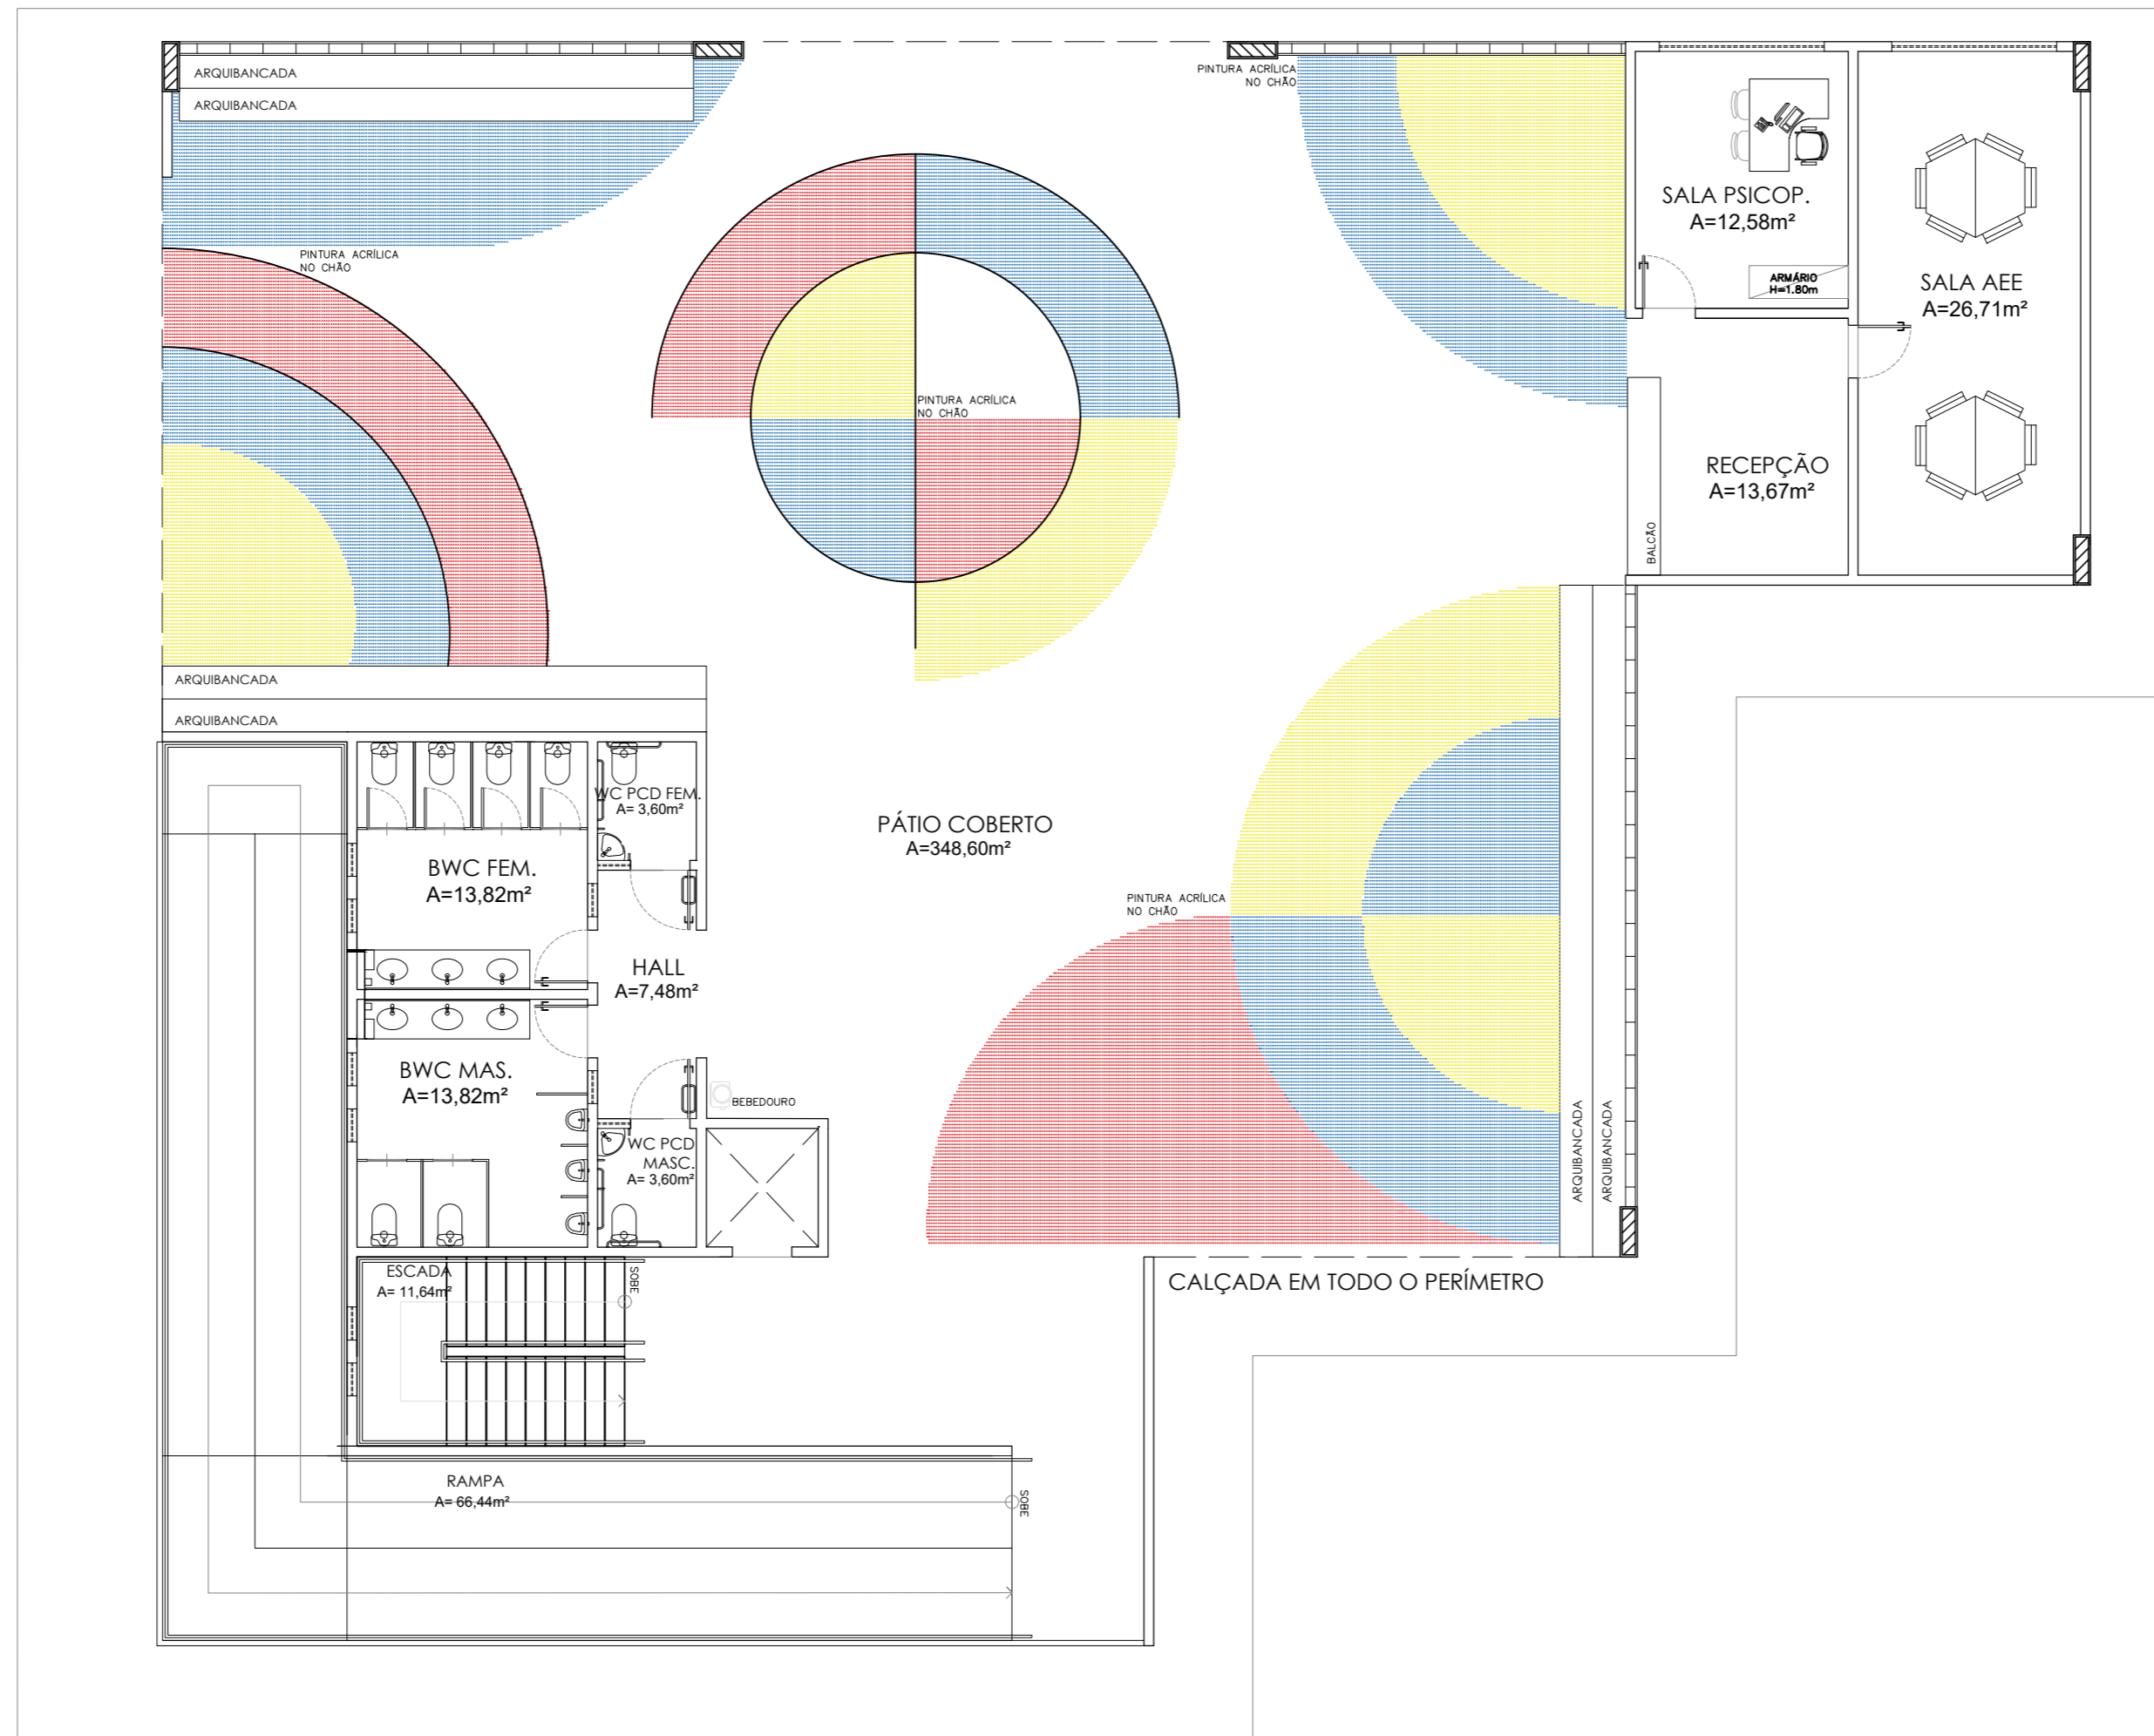 ARQUIBANCADA
ARQUIBANCADA
PINTURA ACRÍLICA
NO CHÃO
SALA PSICOP.
A=12,58m²
ARMÁRIO
H=1.80m
SALA AEE
A=26,71m²
PINTURA ACRÍLICA
NO CHÃO
PINTURA ACRÍLICA
NO CHÃO
RECEPÇÃO
A=13,67m²
BALCÃO
ARQUIBANCADA
ARQUIBANCADA
WC PCD FEM.
A= 3,60m²
PÁTIO COBERTO
A=348,60m²
BWC FEM.
A=13,82m²
PINTURA ACRÍLICA
NO CHÃO
HALL
A=7,48m²
BWC MAS.
A=13,82m²
BEBEDOURO
WC PCD
MASC.
A= 3,60m²
ARQUIBANCADA
ARQUIBANCADA
ESCADA
A= 11,64m²
SOBE
CALÇADA EM TODO O PERÍMETRO
RAMPA
A= 66,44m²
SOBE